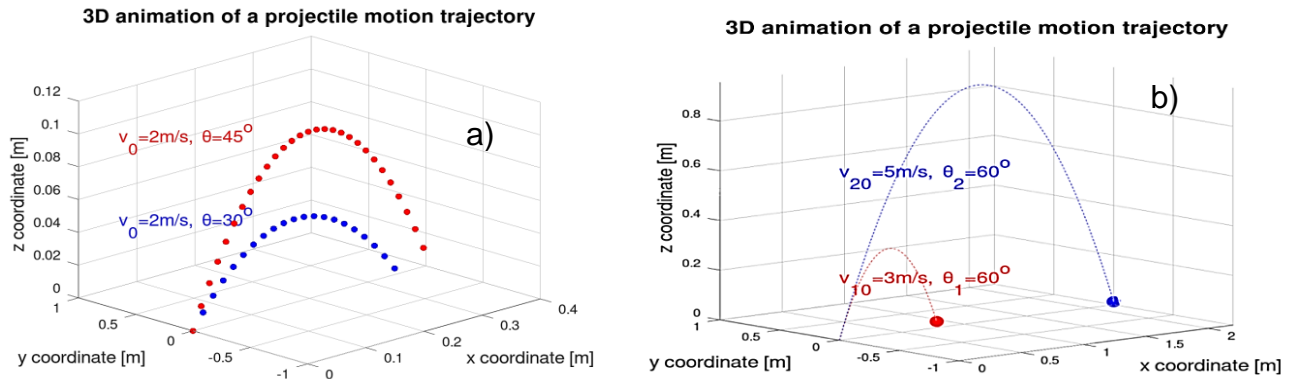 3D animation of a projectile motion trajectory
a)
v0=2m/s, θ=45o
v0=2m/s, θ=30o
z coordinate [m]
0.12
0.1
0.08
0.06
0.04
0.02
0
1
0.5
0
-0.5
-1
y coordinate [m]
0
0.1
0.2
0.3
0.4
x coordinate [m]
3D animation of a projectile motion trajectory
b)
v20=5m/s, θ2=60o
v10=3m/s, θ1=60o
z coordinate [m]
0.8
0.6
0.4
0.2
0
1
0.5
0
-0.5
-1
y coordinate [m]
0
0.5
1
1.5
2
x coordinate [m]